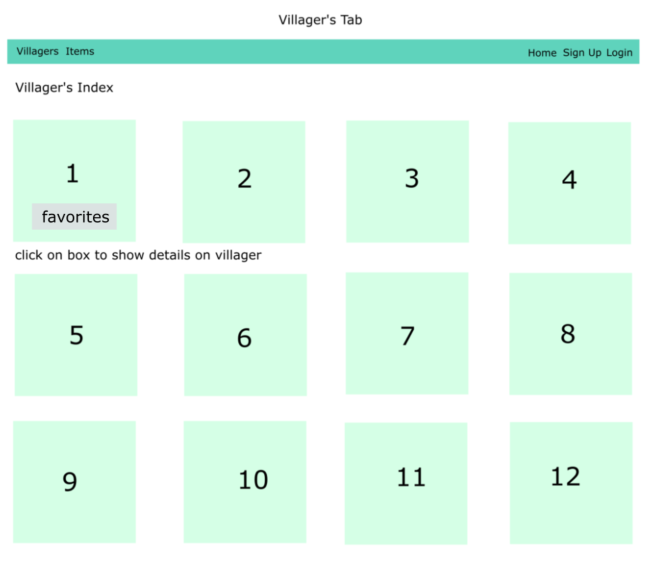 Villager's Tab
Villagers Items Home Sign Up Login
Villager's Index
1 2 3 4
favorites
click on box to show details on villager
5 6 7 8
9 10 11 12